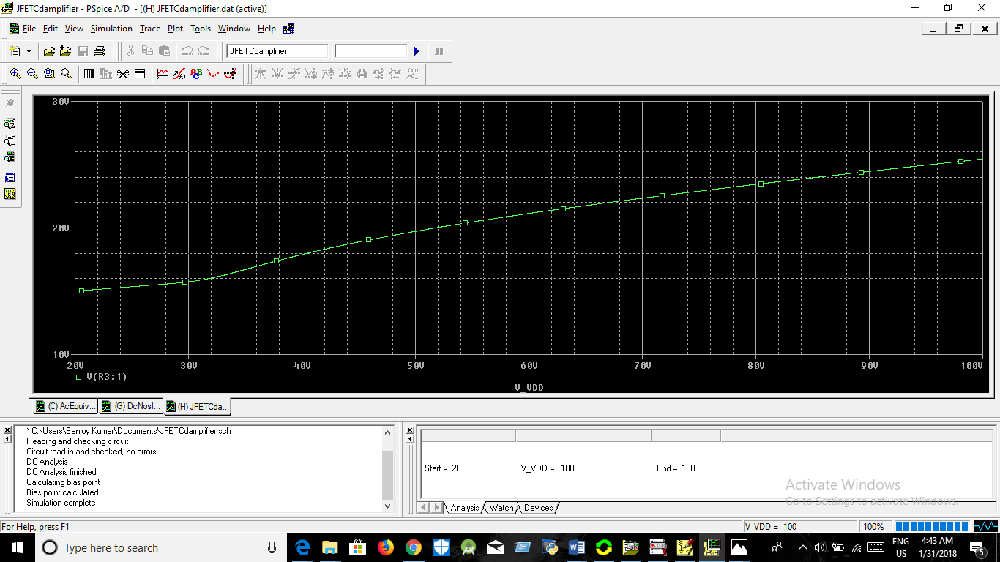 JFETCdamplifier - PSpice A/D - [(H) JFETCdamplifier.dat (active)]
File Edit View Simulation Trace Plot Tools Window Help
JFETCdamplifier
30V
20V
10V
20V 30V 40V 50V 60V 70V 80V 90V 100V
V(R3:1)
V_VDD
(C) AcEquiv... (G) DcNosI... (H) JFETCda...
* C:\Users\Sanjoy Kumar\Documents\JFETCdamplifier.sch
Reading and checking circuit
Circuit read in and checked, no errors
DC Analysis
DC Analysis finished
Calculating bias point
Bias point calculated
Simulation complete
Start = 20 V_VDD = 100 End = 100
Analysis Watch Devices
Activate Windows
Go to Settings to activate Windows.
For Help, press F1
V_VDD = 100 100%
Type here to search
ENG
US
4:43 AM
1/31/2018
5